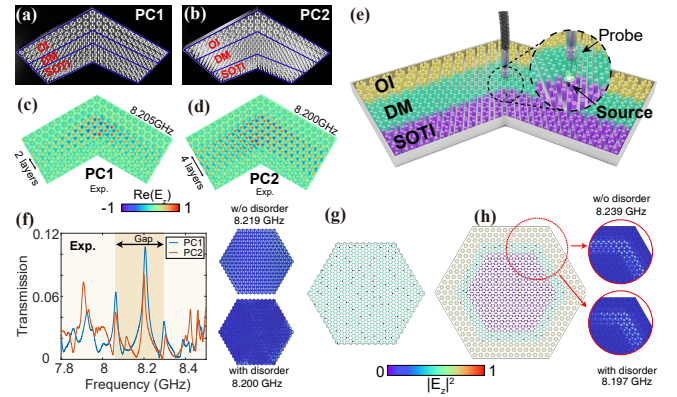 (a) PC1
OI
DM
SOTI
(b) PC2
OI
DM
SOTI
(c)
8.205GHz
2 layers
PC1
Exp.
(d)
8.200GHz
4 layers
PC2
Exp.
Re(E_z)
-1 1
(e)
Probe
Source
OI
DM
SOTI
(f)
Exp.
Gap
PC1
PC2
Transmission
0.12
0.06
0
7.8 8 8.2 8.4
Frequency (GHz)
w/o disorder
8.219 GHz
with disorder
8.200 GHz
(g)
(h)
w/o disorder
8.239 GHz
with disorder
8.197 GHz
0 1
|E_z|²